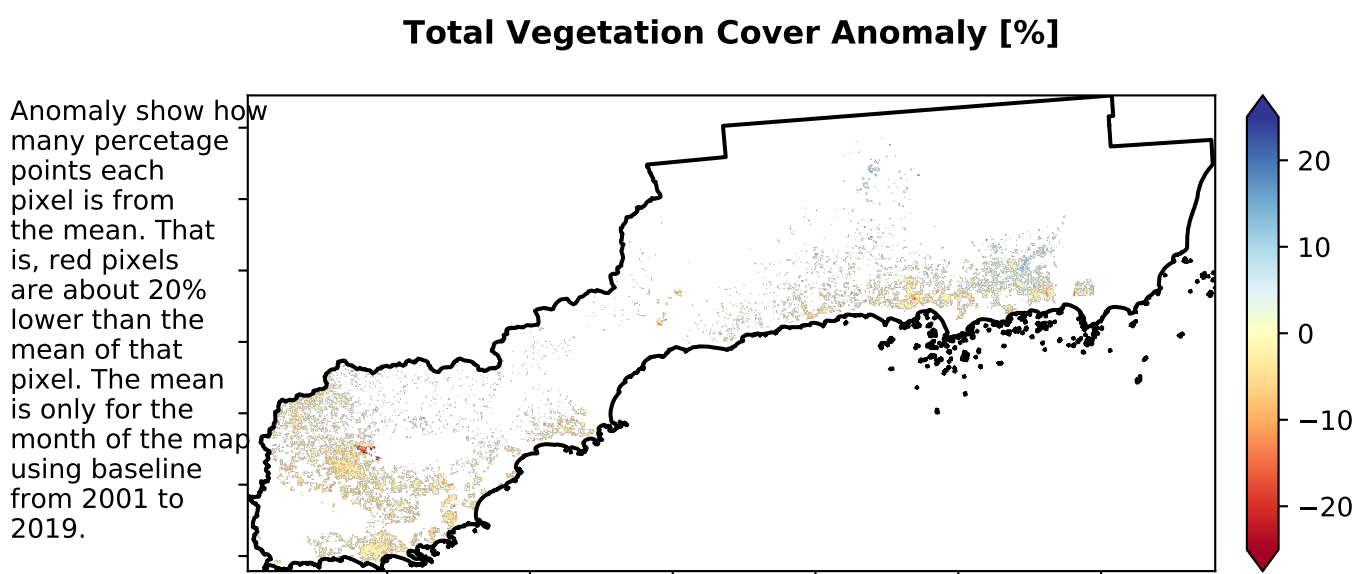 Total Vegetation Cover Anomaly [%]
Anomaly show how
many percetage
points each
pixel is from
the mean. That
is, red pixels
are about 20%
lower than the
mean of that
pixel. The mean
is only for the
month of the map
using baseline
from 2001 to
2019.
20
10
0
−10
−20